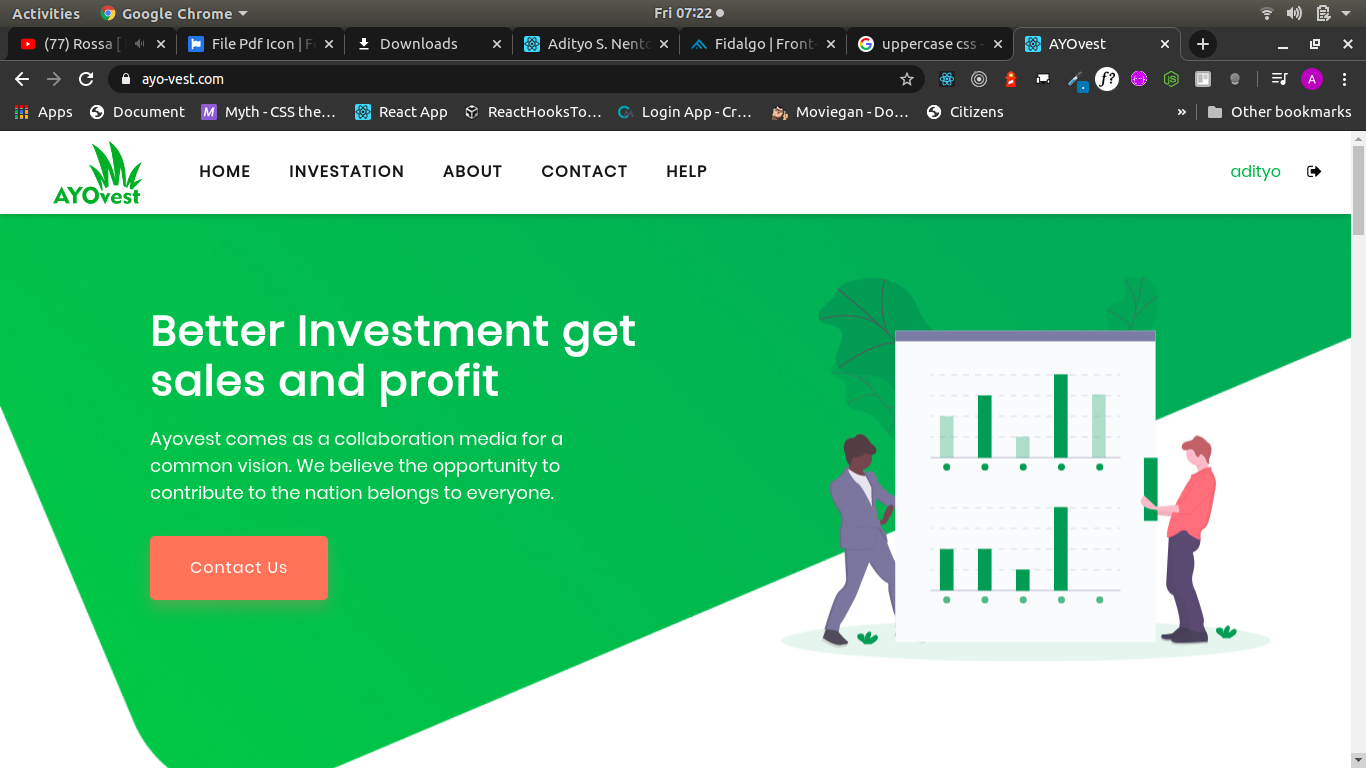 Activities Google Chrome Fri 07:22
(77) Rossa [ File Pdf Icon | Fo Downloads Adityo S. Nento Fidalgo | Front- uppercase css - AYOvest
ayo-vest.com f? A
Apps Document M Myth - CSS the... React App ReactHooksTo... Login App - Cr... Moviegan - Do... Citizens » Other bookmarks
AYOvest HOME INVESTATION ABOUT CONTACT HELP adityo
Better Investment get
sales and profit
Ayovest comes as a collaboration media for a
common vision. We believe the opportunity to
contribute to the nation belongs to everyone.
Contact Us